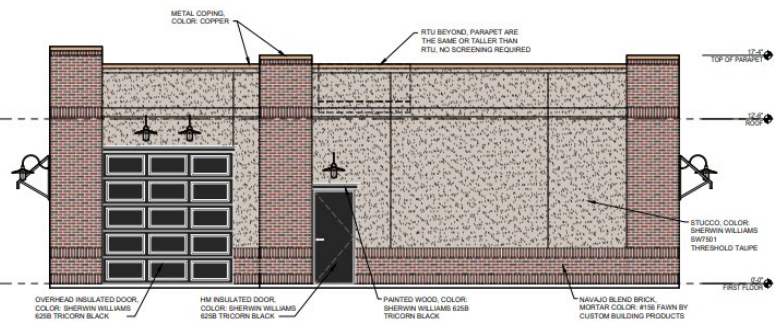 METAL COPING,
COLOR: COPPER
RTU BEYOND, PARAPET ARE
THE SAME OR TALLER THAN
RTU, NO SCREENING REQUIRED
17'-4"
TOP OF PARAPET
12'-6"
ROOF
STUCCO, COLOR:
SHERWIN WILLIAMS
SW7501
THRESHOLD TAUPE
0'-0"
FIRST FLOOR
OVERHEAD INSULATED DOOR,
COLOR: SHERWIN WILLIAMS
625B TRICORN BLACK
HM INSULATED DOOR,
COLOR: SHERWIN WILLIAMS
625B TRICORN BLACK
PAINTED WOOD, COLOR:
SHERWIN WILLIAMS 625B
TRICORN BLACK
NAVAJO BLEND BRICK,
MORTAR COLOR: #156 FAWN BY
CUSTOM BUILDING PRODUCTS